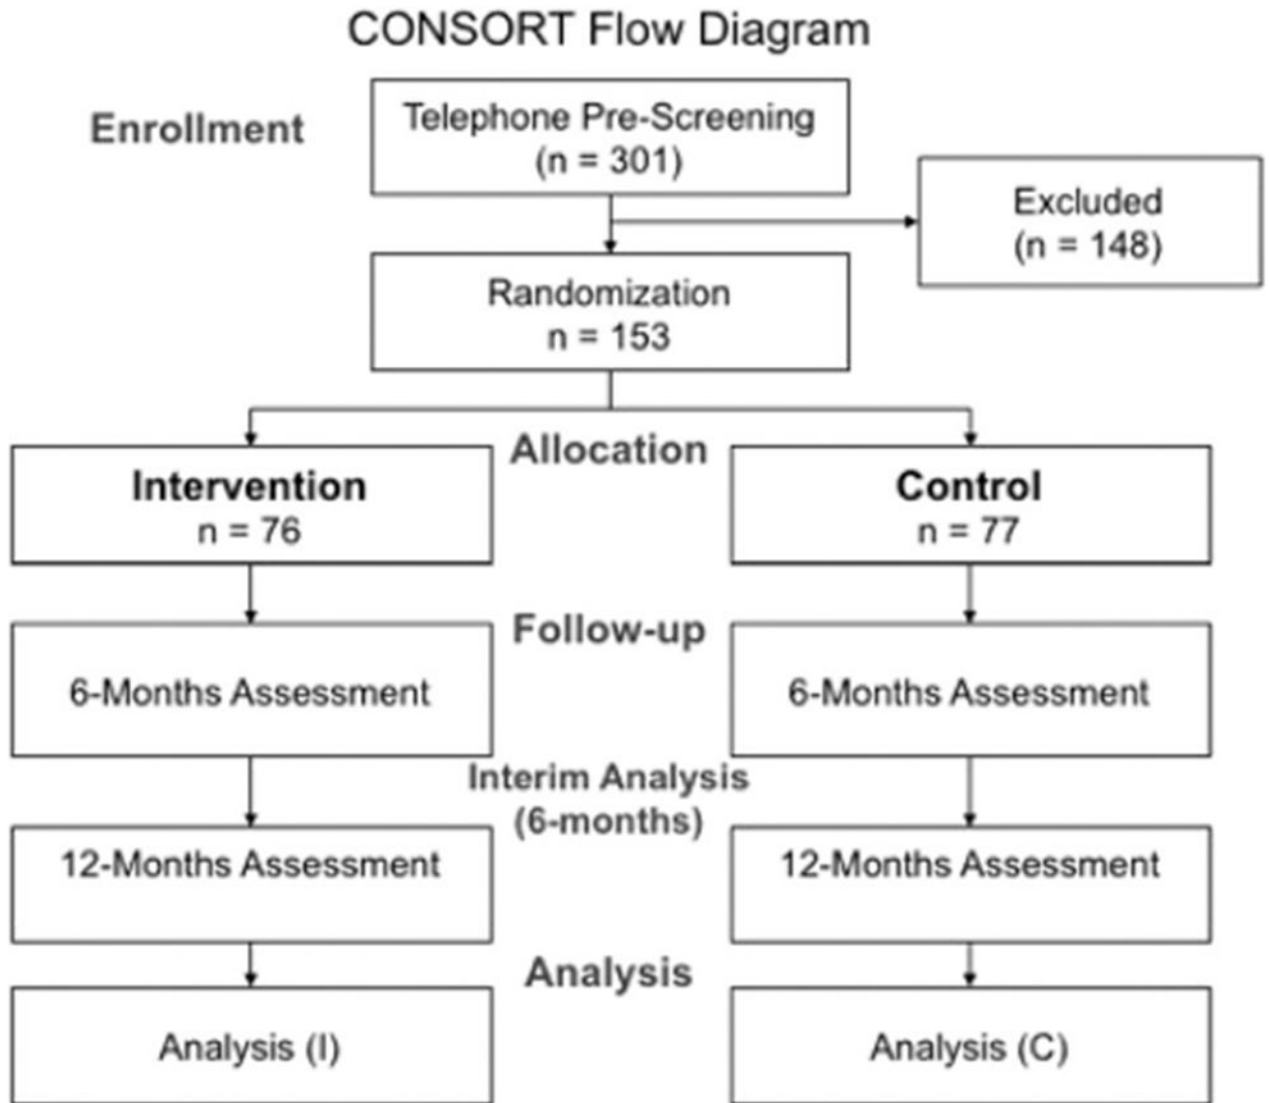 CONSORT Flow Diagram
Enrollment
Telephone Pre-Screening
(n = 301)
Excluded
(n = 148)
Randomization
n = 153
Allocation
Intervention
n = 76
Control
n = 77
Follow-up
6-Months Assessment
6-Months Assessment
Interim Analysis
(6-months)
12-Months Assessment
12-Months Assessment
Analysis
Analysis (I)
Analysis (C)